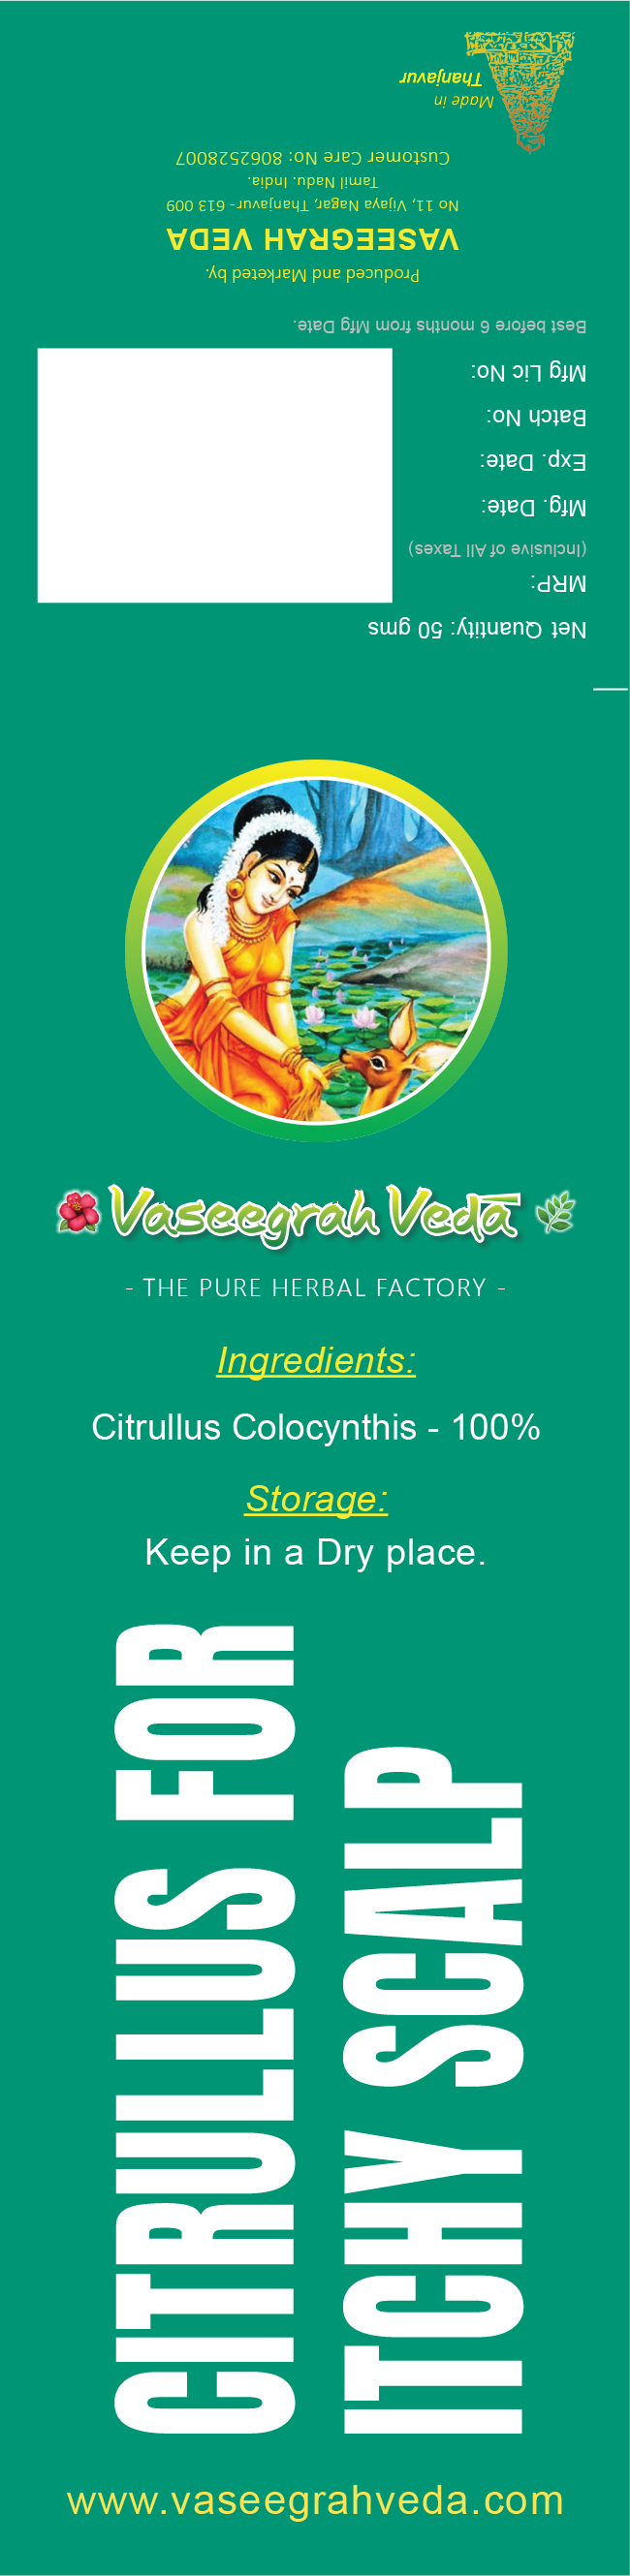 Made in
Thanjavur
Customer Care No: 8062528007
Tamil Nadu. India.
No 11, Vijaya Nagar, Thanjavur- 613 009
VASEEGRAH VEDA
Produced and Marketed by.
Best before 6 months from Mfg Date.
Mfg Lic No:
Batch No:
Exp. Date:
Mfg. Date:
(Inclusive of All Taxes)
MRP:
Net Quantity: 50 gms
Vaseegrah Veda
- THE PURE HERBAL FACTORY -
Ingredients:
Citrullus Colocynthis - 100%
Storage:
Keep in a Dry place.
CITRULLUS FOR
ITCHY SCALP
www.vaseegrahveda.com